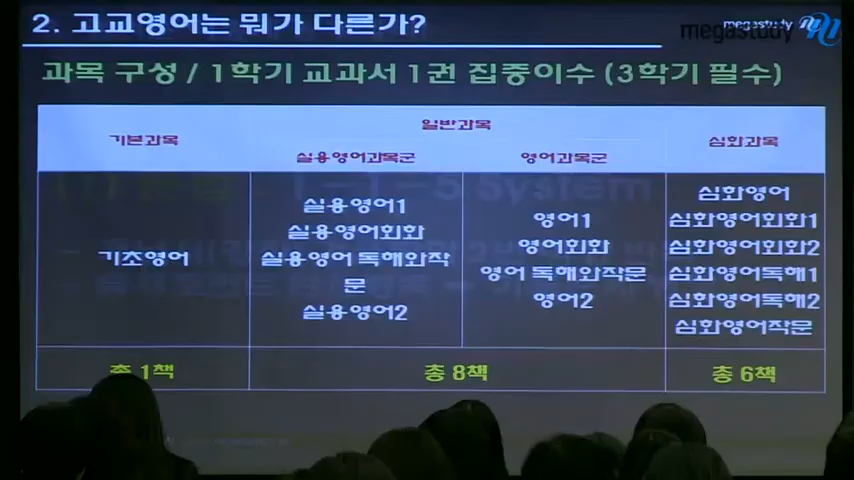 2. 고교영어는 뭐가 다른가?
megastudy
megastudy
과목 구성 / 1학기 교과서 1권 집중이수 (3학기 필수)
기본과목
일반과목
심화과목
실용영어과목군
영어과목군
기초영어
실용영어1
실용영어회화
실용영어 독해와작
문
실용영어2
영어1
영어회화
영어 독해와작문
영어2
심화영어
심화영어회화1
심화영어회화2
심화영어독해1
심화영어독해2
심화영어작문
총 1책
총 8책
총 6책